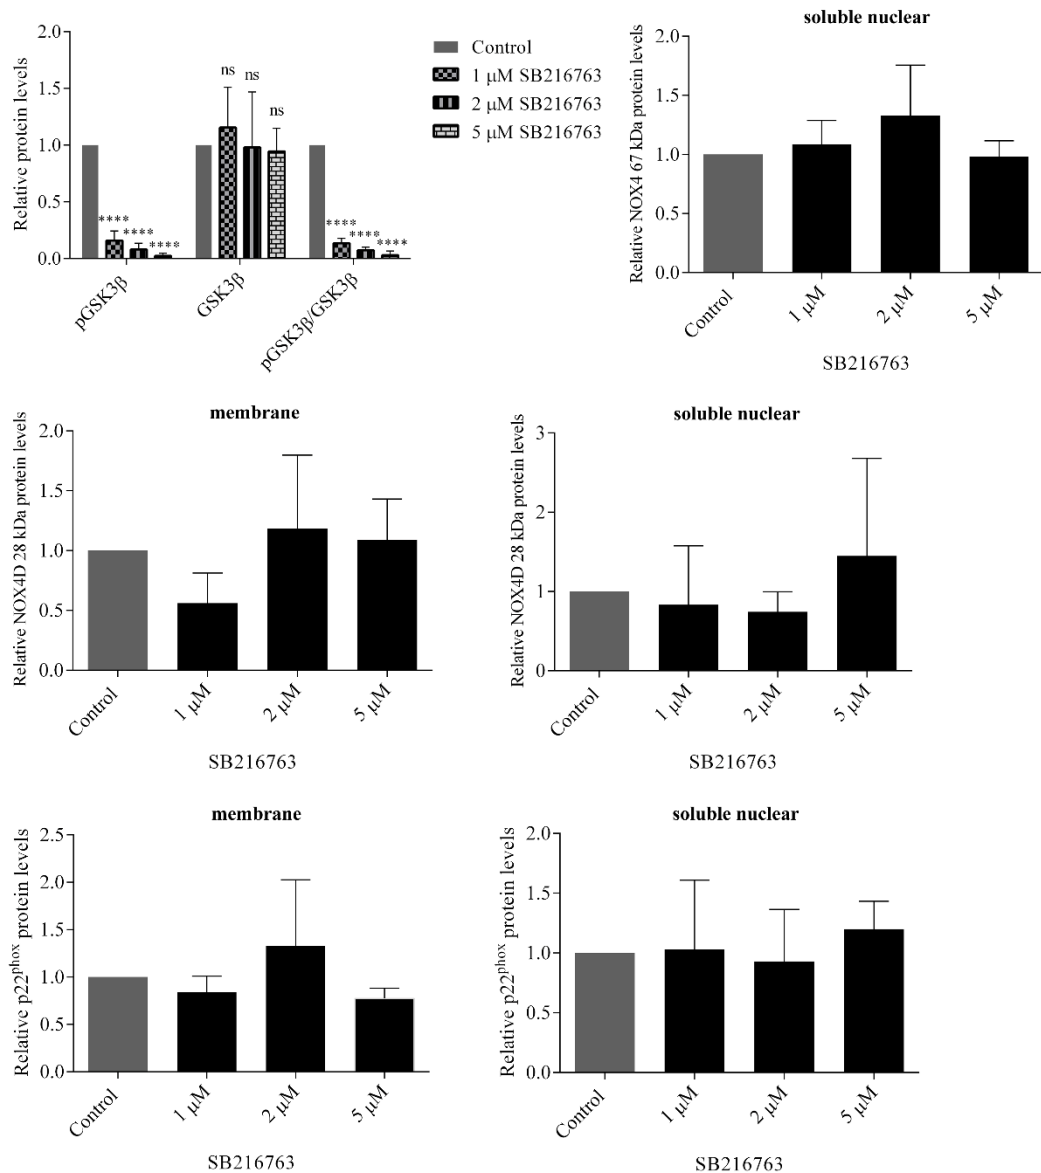 Relative protein levels
2.0
1.5
1.0
0.5
0.0
ns
ns
ns
****
****
****
****
****
****
pGSK3β
GSK3β
pGSK3β/GSK3β
Control
1 μM SB216763
2 μM SB216763
5 μM SB216763
soluble nuclear
Relative NOX4 67 kDa protein levels
2.0
1.5
1.0
0.5
0.0
Control
1 μM
2 μM
5 μM
SB216763
membrane
Relative NOX4D 28 kDa protein levels
2.0
1.5
1.0
0.5
0.0
Control
1 μM
2 μM
5 μM
SB216763
soluble nuclear
Relative NOX4D 28 kDa protein levels
3
2
1
0
Control
1 μM
2 μM
5 μM
SB216763
membrane
Relative p22phox protein levels
2.5
2.0
1.5
1.0
0.5
0.0
Control
1 μM
2 μM
5 μM
SB216763
soluble nuclear
Relative p22phox protein levels
2.0
1.5
1.0
0.5
0.0
Control
1 μM
2 μM
5 μM
SB216763